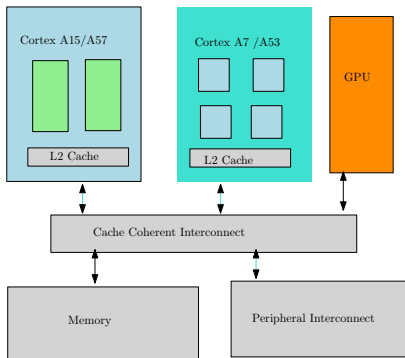 Cortex A15/A57
Cortex A7 /A53
GPU
L2 Cache
L2 Cache
Cache Coherent Interconnect
Memory
Peripheral Interconnect